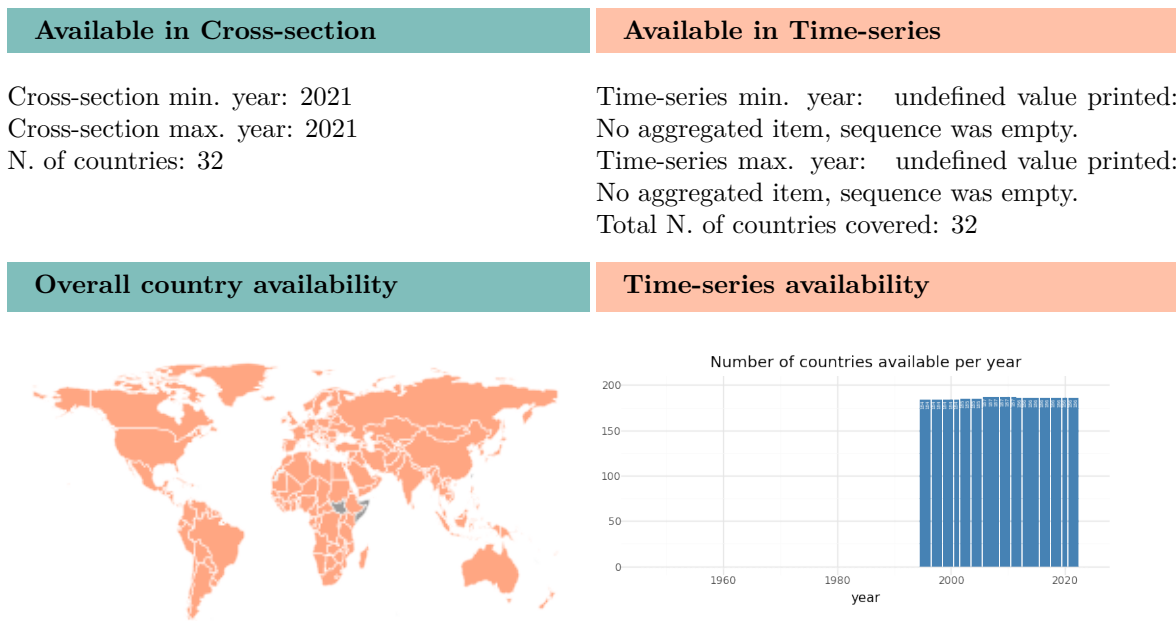 Available in Cross-section
Available in Time-series
Cross-section min. year: 2021
Cross-section max. year: 2021
N. of countries: 32
Time-series min. year: undefined value printed:
No aggregated item, sequence was empty.
Time-series max. year: undefined value printed:
No aggregated item, sequence was empty.
Total N. of countries covered: 32
Overall country availability
Time-series availability
Number of countries available per year
200
150
100
50
0
1960 1980 2000 2020
year